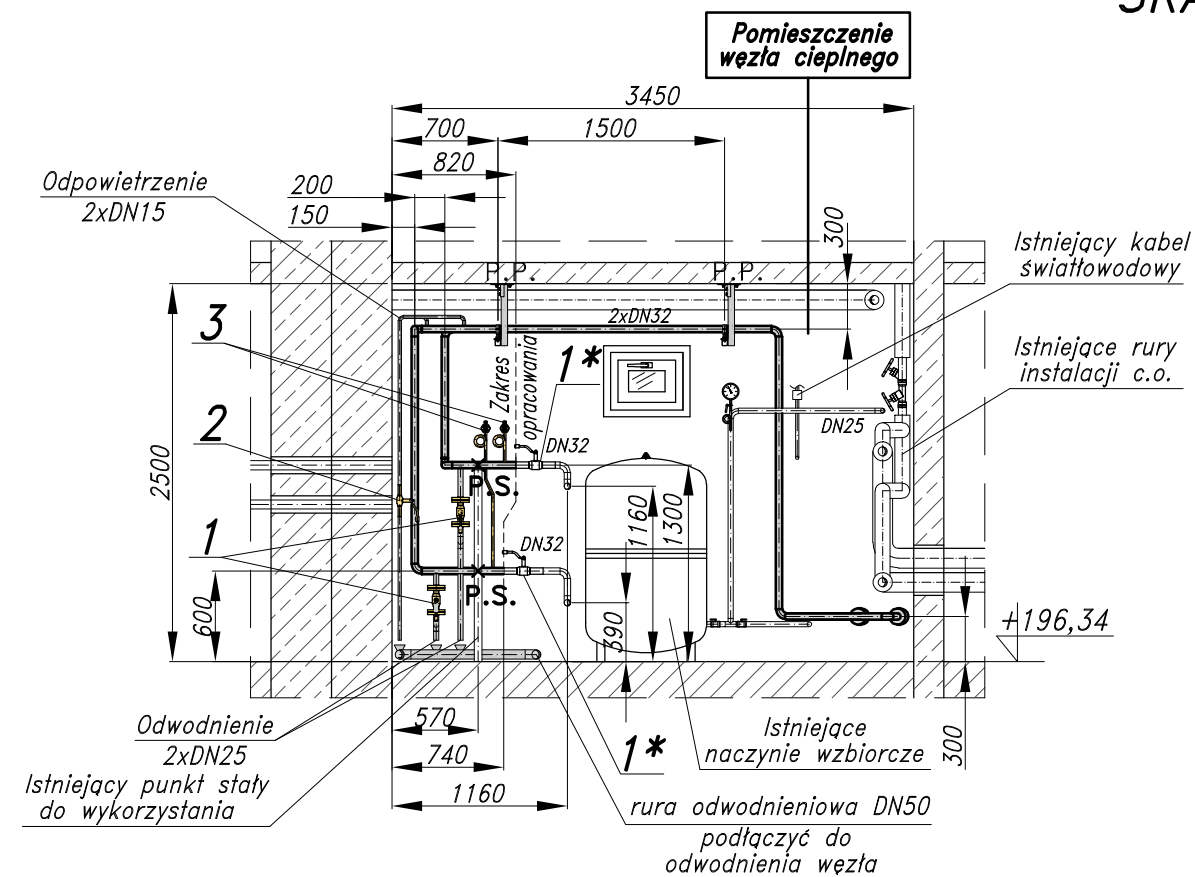 ŚRA
Pomieszczenie
węzła cieplnego
3450
700
1500
820
Odpowietrzenie
2xDN15
200
150
300
Istniejący kabel
światłowodowy
P.P.
P.P.
2xDN32
3
Zakres
opracowania
1*
Istniejące rury
instalacji c.o.
DN25
DN32
2
2500
P.S.
1160
1300
1
DN32
P.S.
600
390
+196,34
Odwodnienie
2xDN25
570
Istniejące
naczynie wzbiorcze
300
740
1*
Istniejący punkt stały
do wykorzystania
1160
rura odwodnieniowa DN50
podłączyć do
odwodnienia węzła